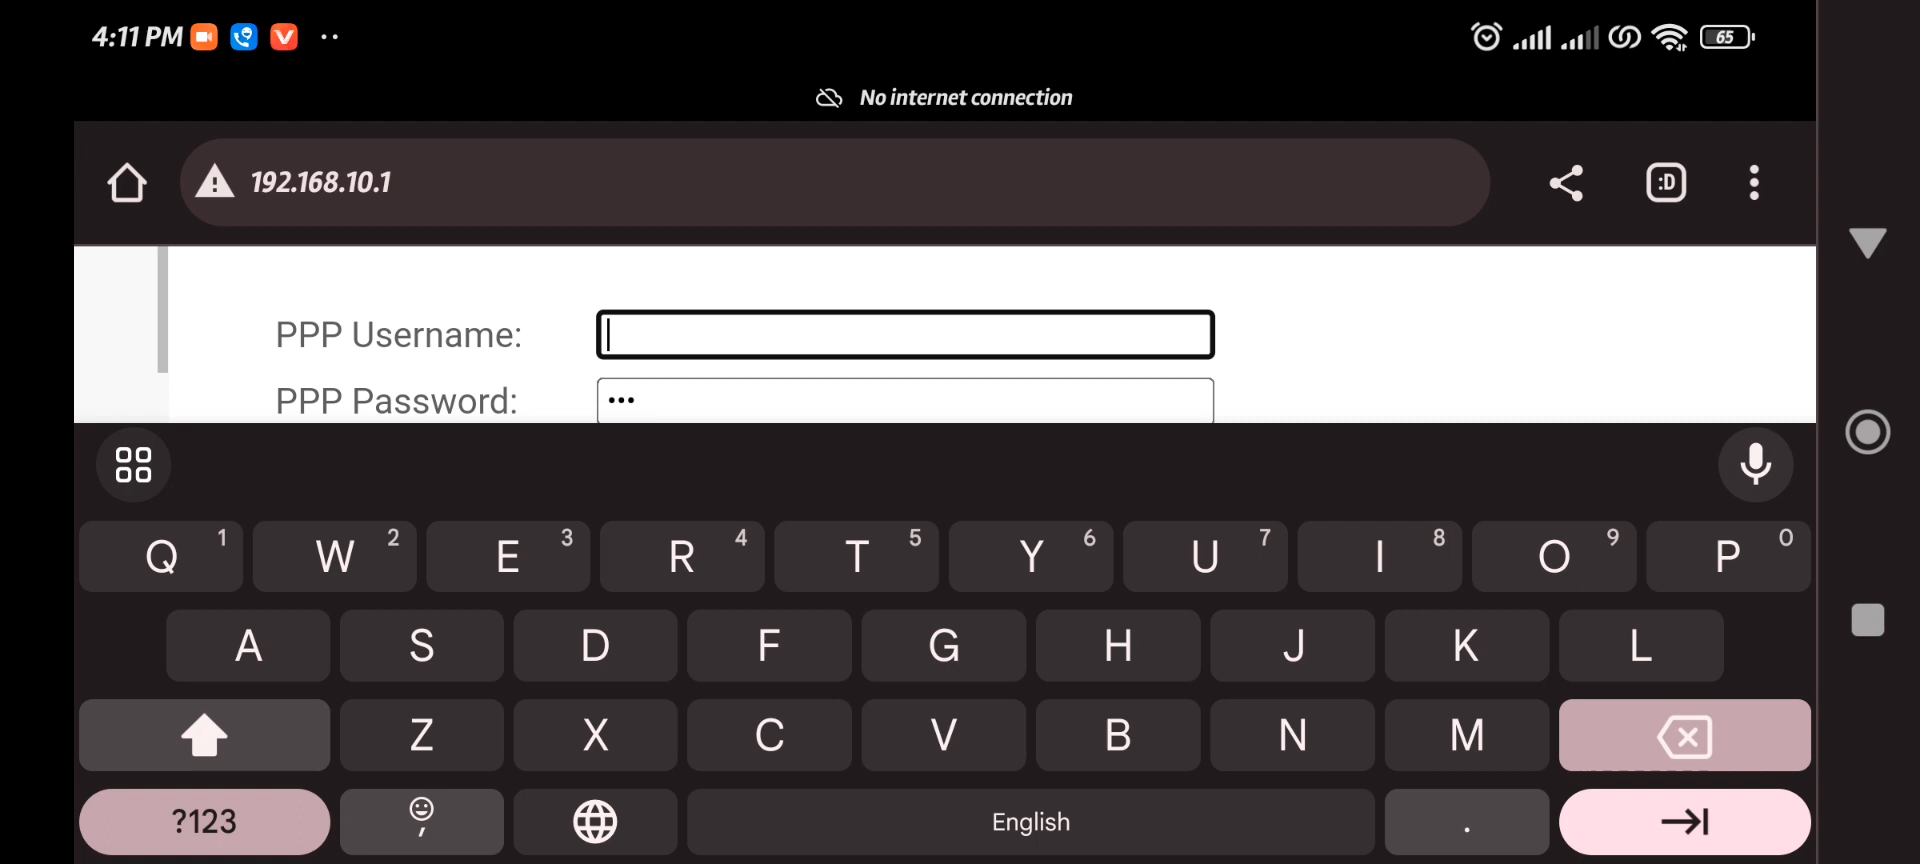 4:11 PM
65
No internet connection
192.168.10.1
:D
PPP Username:
PPP Password: •••
Q 1 W 2 E 3 R 4 T 5 Y 6 U 7 I 8 O 9 P 0
A S D F G H J K L
Z X C V B N M
?123 , English .